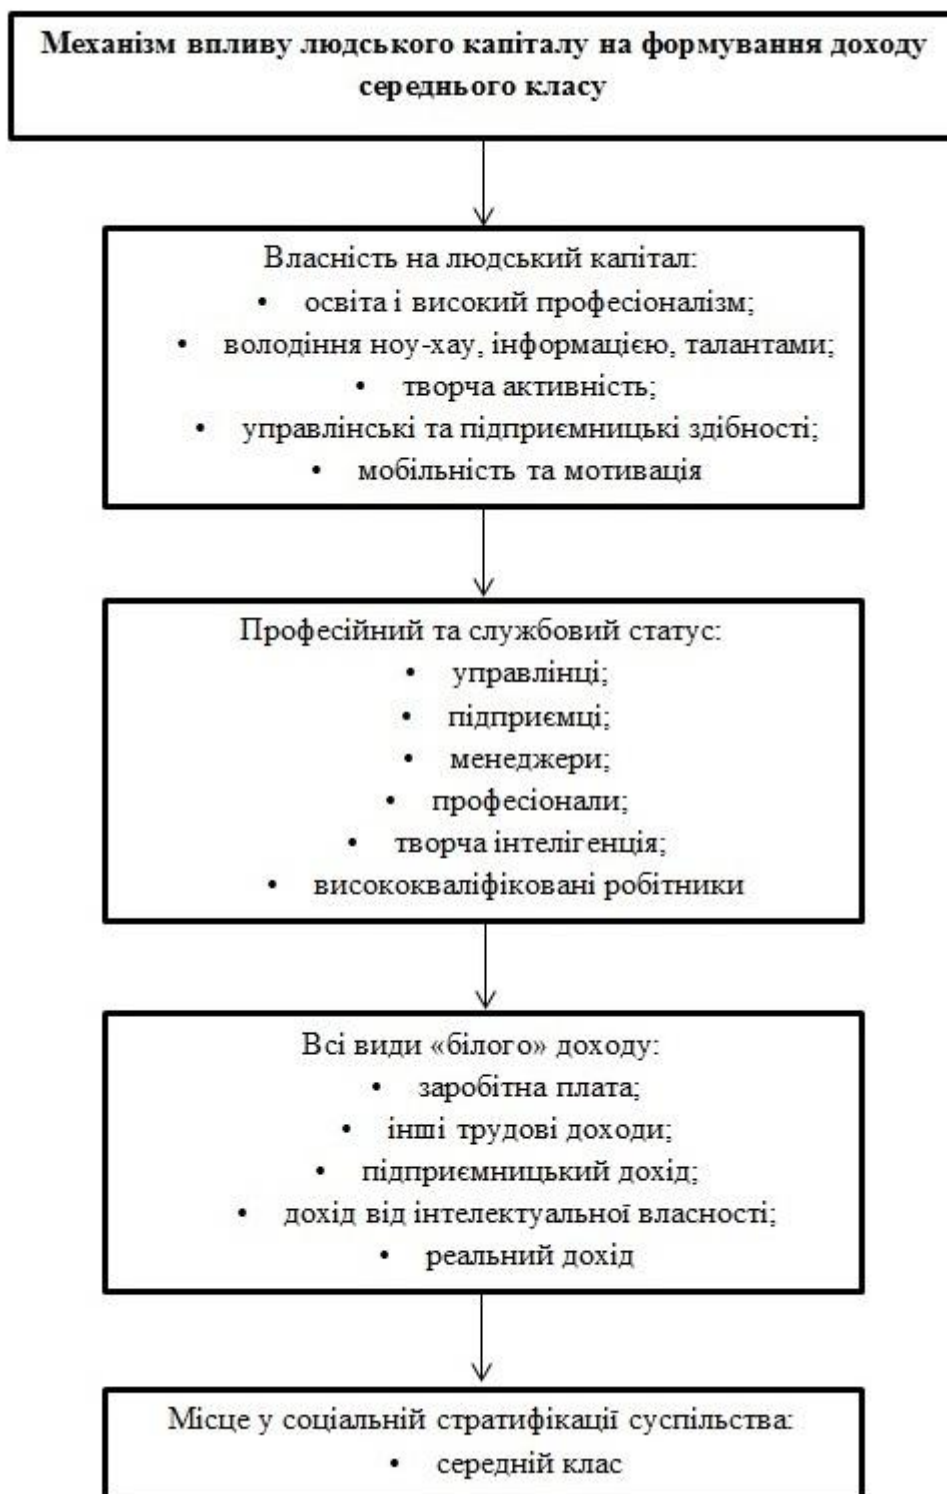 Механізм впливу людського капіталу на формування доходу
середнього класу
Власність на людський капітал:
• освіта і високий професіоналізм;
• володіння ноу-хау, інформацією, талантами;
• творча активність;
• управлінські та підприємницькі здібності;
• мобільність та мотивація
Професійний та службовий статус:
• управлінці;
• підприємці;
• менеджери;
• професіонали;
• творча інтелігенція;
• висококваліфіковані робітники
Всі види «білого» доходу:
• заробітна плата;
• інші трудові доходи;
• підприємницький дохід;
• дохід від інтелектуальної власності;
• реальний дохід
Місце у соціальній стратифікації суспільства:
• середній клас